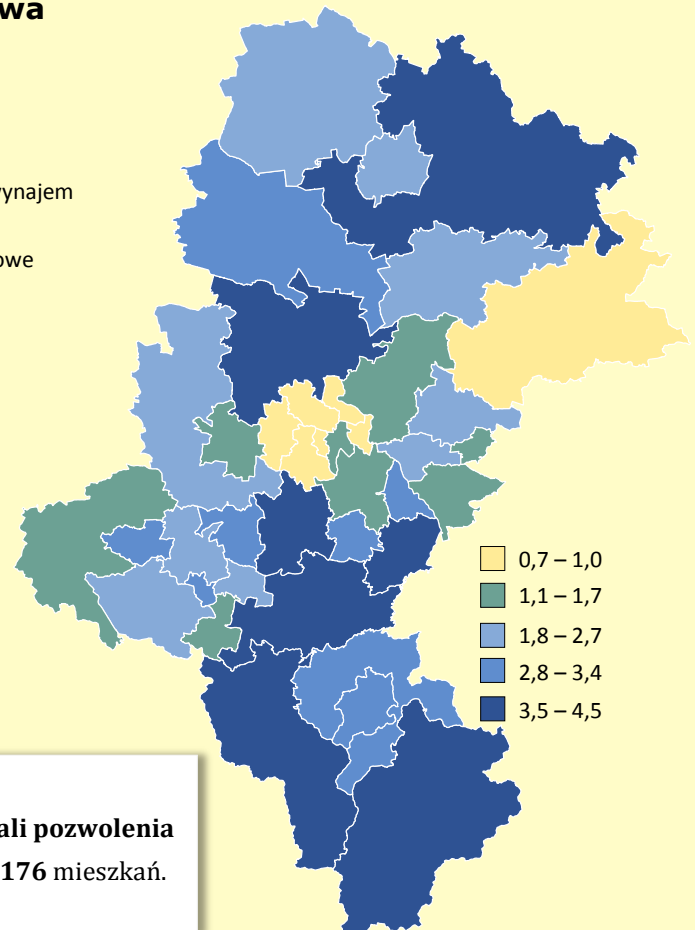 wa
wynajem
owe
0,7 – 1,0
1,1 – 1,7
1,8 – 2,7
2,8 – 3,4
3,5 – 4,5
ali pozwolenia
176 mieszkań.